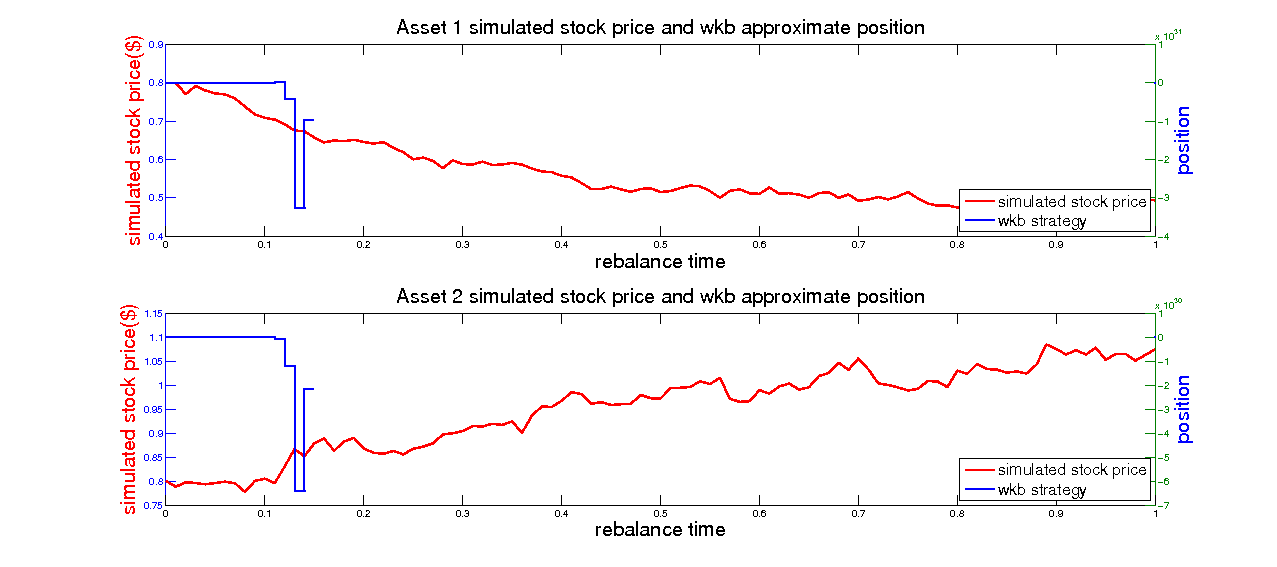 Asset 1 simulated stock price and wkb approximate position
x 10^31
simulated stock price($)
0.9
0.8
0.7
0.6
0.5
0.4
1
0
-1
-2
-3
-4
position
simulated stock price
wkb strategy
0 0.1 0.2 0.3 0.4 0.5 0.6 0.7 0.8 0.9 1
rebalance time
Asset 2 simulated stock price and wkb approximate position
x 10^30
simulated stock price($)
1.15
1.1
1.05
1
0.95
0.9
0.85
0.8
0.75
1
0
-1
-2
-3
-4
-5
-6
-7
position
simulated stock price
wkb strategy
0 0.1 0.2 0.3 0.4 0.5 0.6 0.7 0.8 0.9 1
rebalance time